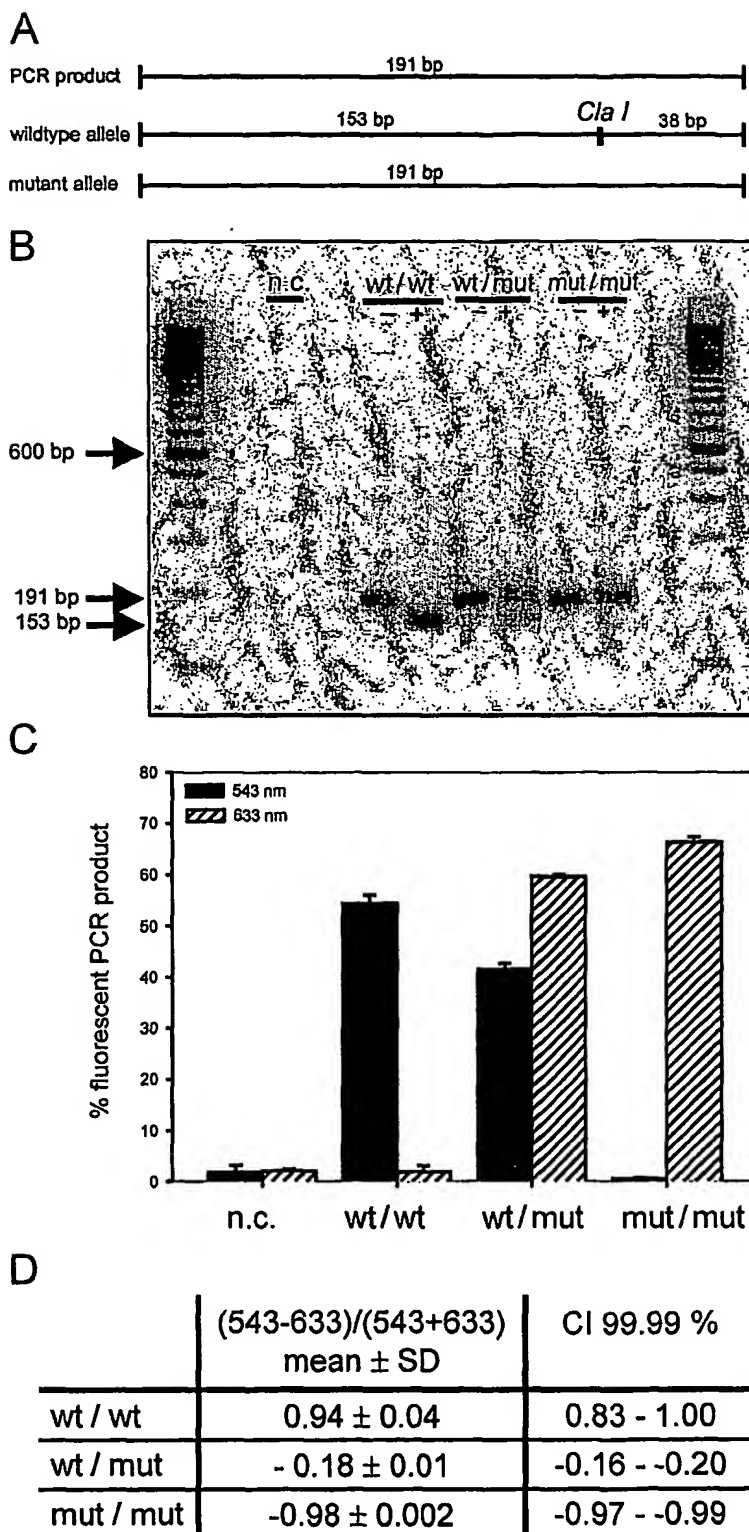 A
191 bp
PCR product
Cla I
153 bp 38 bp
wildtype allele
191 bp
mutant allele
B
n.c. wt/wt wt/mut mut/mut
- + - + - +
600 bp
191 bp
153 bp
C
80
70
60
50
40
30
20
10
0
% fluorescent PCR product
543 nm
633 nm
n.c. wt/wt wt/mut mut/mut
D
(543-633)/(543+633) CI 99.99 %
mean ± SD
wt / wt 0.94 ± 0.04 0.83 - 1.00
wt / mut - 0.18 ± 0.01 -0.16 - -0.20
mut / mut -0.98 ± 0.002 -0.97 - -0.99